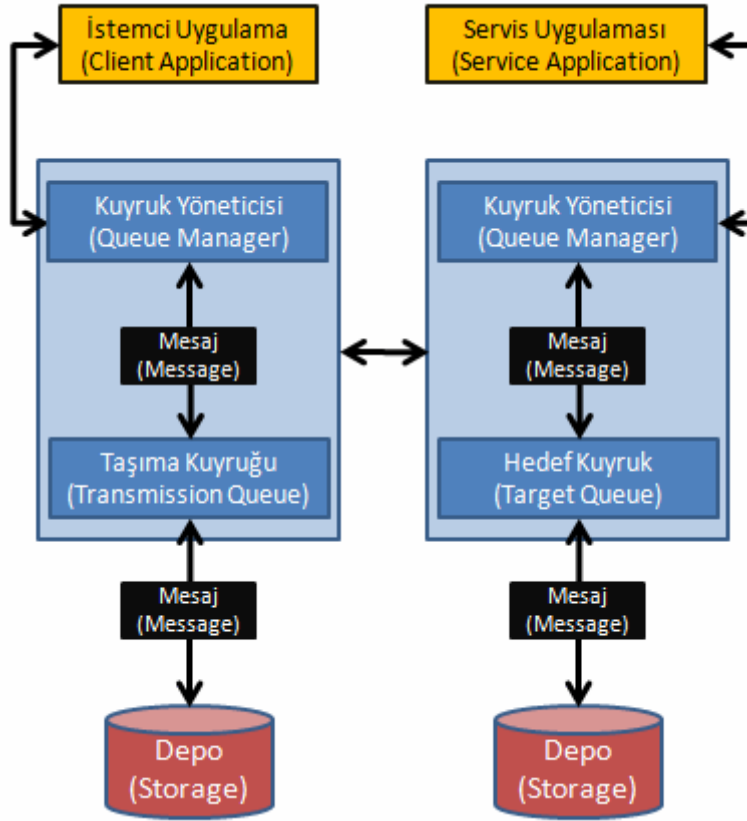 İstemci Uygulama
(Client Application)
Servis Uygulaması
(Service Application)
Kuyruk Yöneticisi
(Queue Manager)
Kuyruk Yöneticisi
(Queue Manager)
Mesaj
(Message)
Mesaj
(Message)
Taşıma Kuyruğu
(Transmission Queue)
Hedef Kuyruk
(Target Queue)
Mesaj
(Message)
Mesaj
(Message)
Depo
(Storage)
Depo
(Storage)